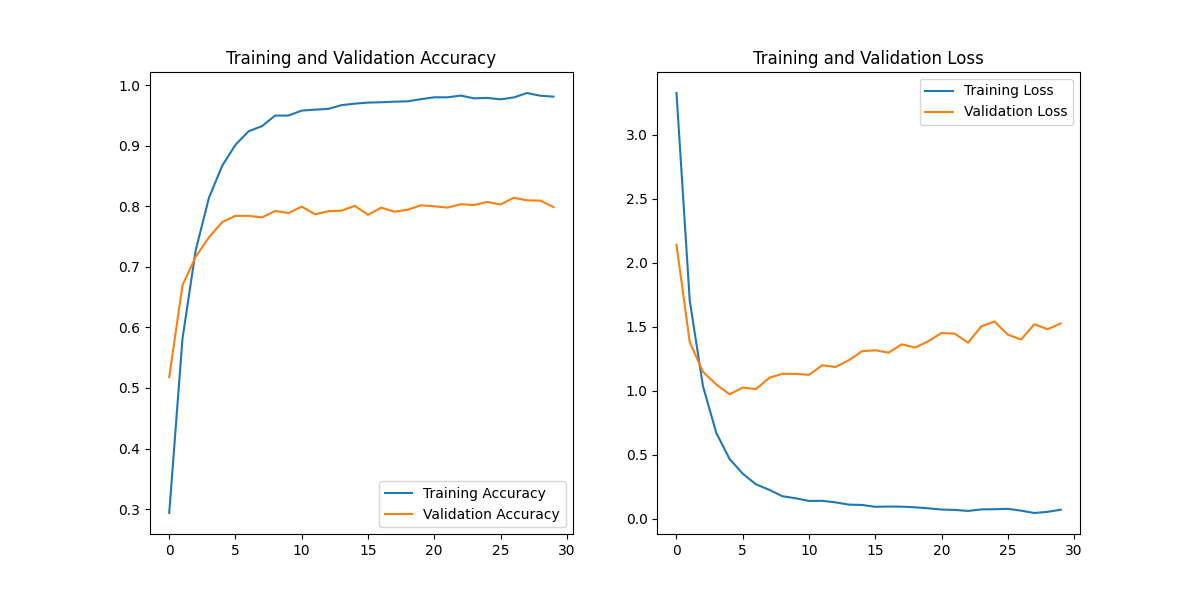 Training and Validation Accuracy
1.0
0.9
0.8
0.7
0.6
0.5
0.4
0.3
Training Accuracy
Validation Accuracy
0 5 10 15 20 25 30
Training and Validation Loss
Training Loss
Validation Loss
3.0
2.5
2.0
1.5
1.0
0.5
0.0
0 5 10 15 20 25 30